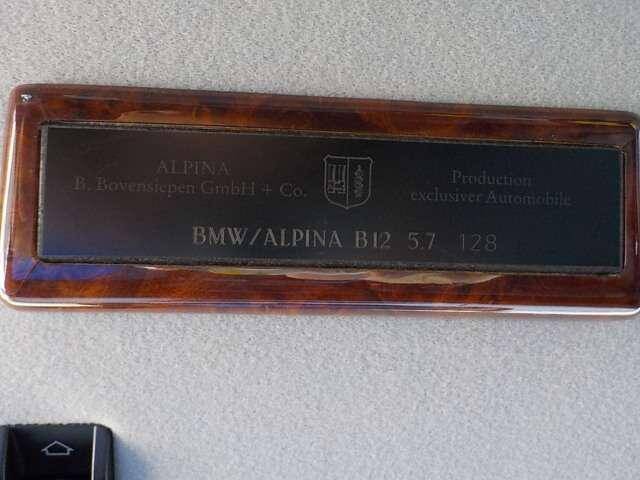 ALPINA
B. Bovensiepen GmbH + Co.
Production
exclusiver Automobile
BMW/ALPINA B12 5.7 128